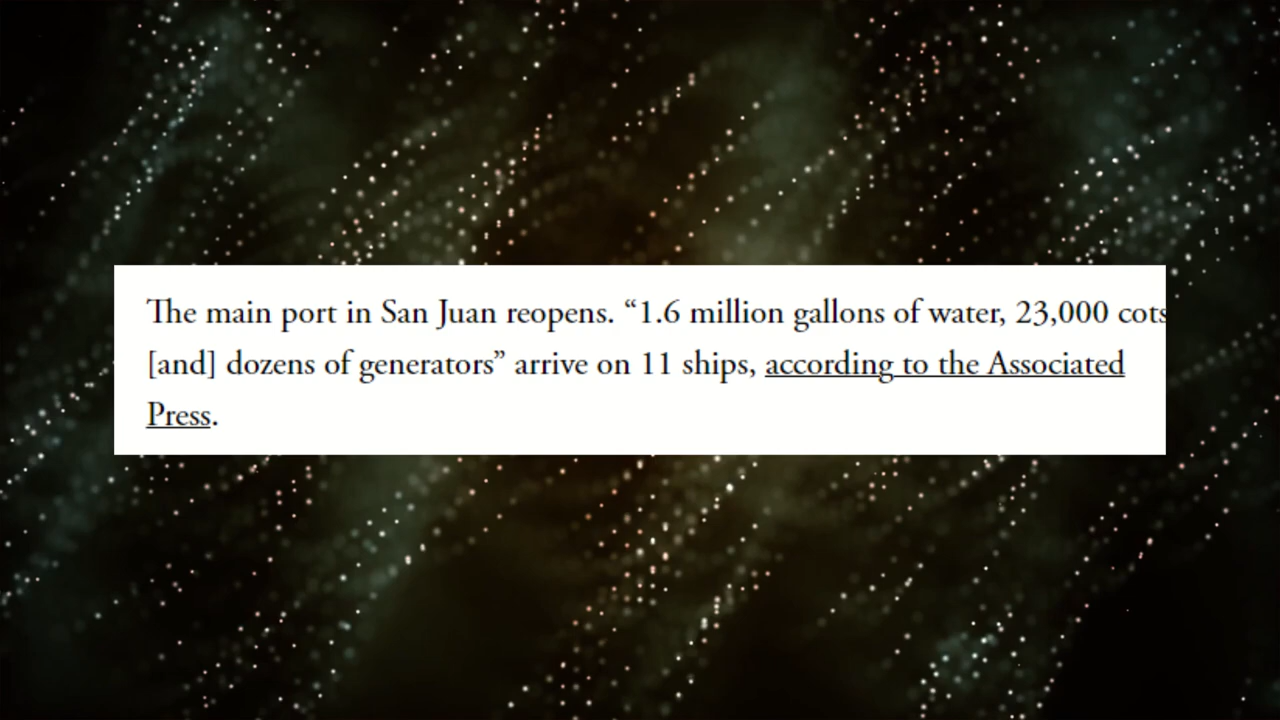 The main port in San Juan reopens. “1.6 million gallons of water, 23,000 cots
[and] dozens of generators” arrive on 11 ships, according to the Associated
Press.